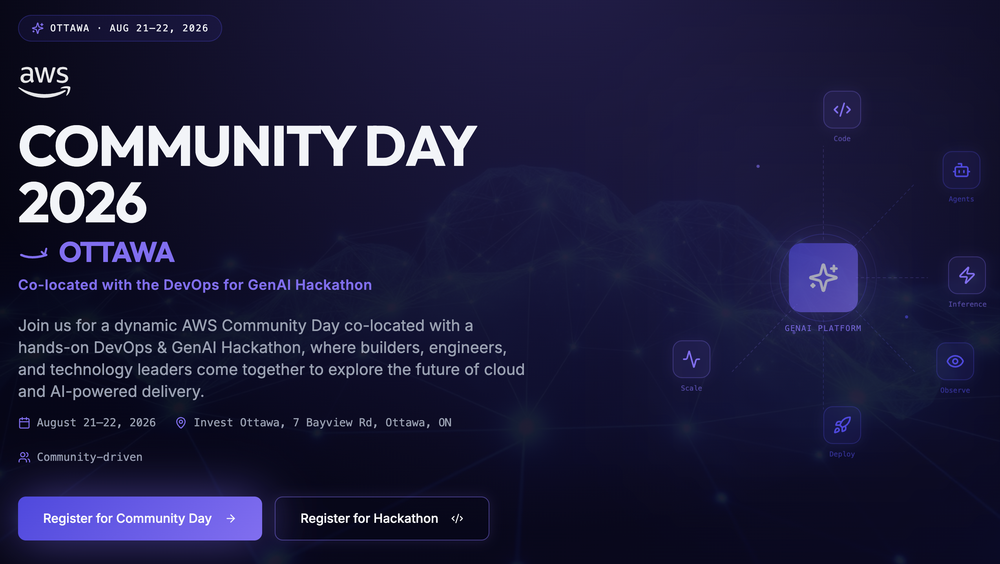 OTTAWA · AUG 21–22, 2026
aws
COMMUNITY DAY
2026
OTTAWA
Co-located with the DevOps for GenAI Hackathon
Join us for a dynamic AWS Community Day co-located with a
hands-on DevOps & GenAI Hackathon, where builders, engineers,
and technology leaders come together to explore the future of cloud
and AI-powered delivery.
August 21–22, 2026
Invest Ottawa, 7 Bayview Rd, Ottawa, ON
Community-driven
Register for Community Day
Register for Hackathon
Code
Agents
Inference
GENAI PLATFORM
Scale
Observe
Deploy